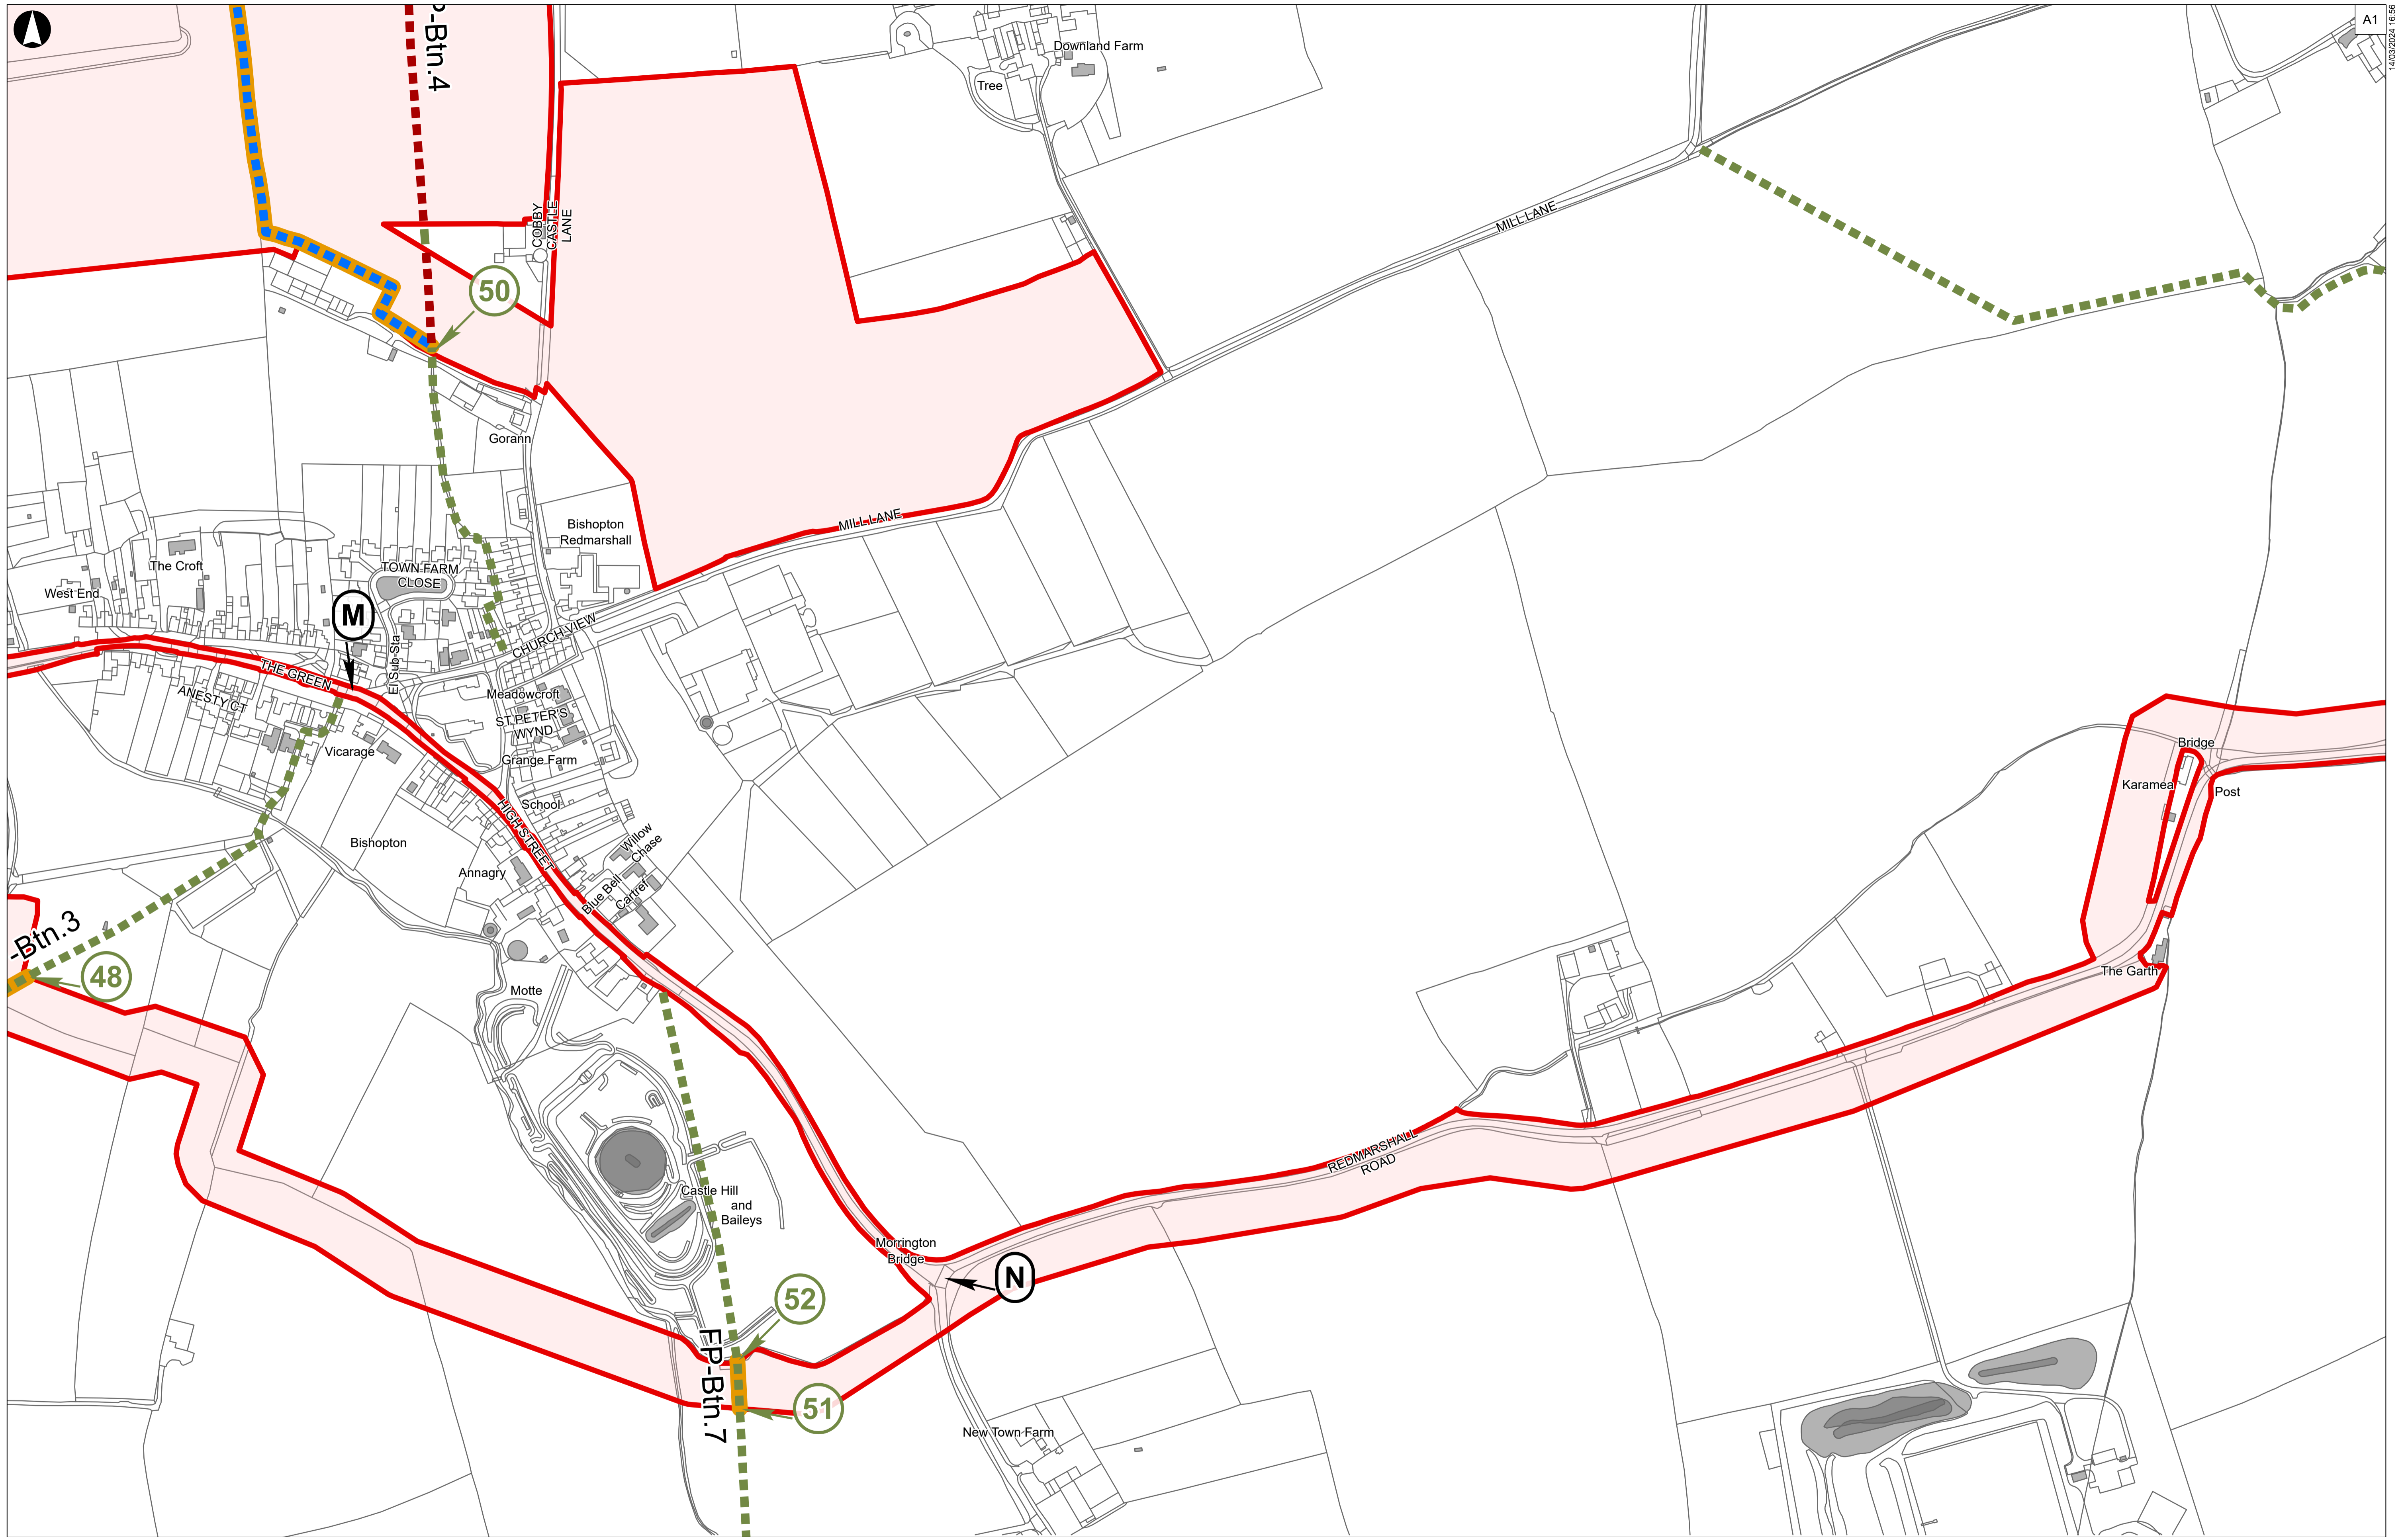 A1
14/03/2024 16:56
P-Btn.4
Downland Farm
Tree
COBBY
CASTLE
LANE
MILL LANE
50
Gorann
Bishopton
Redmarshall
MILL LANE
The Croft
TOWN FARM
CLOSE
West End
M
El Sub Sta
CHURCH VIEW
THE GREEN
ANESTY CT
Meadowcroft
ST PETER'S
WYND
Vicarage
Grange Farm
Bridge
Karamea
Post
School
HIGH STREET
Bishopton
Willow
Chase
Annagry
Blue Bell
Cartref
-Btn.3
48
The Garth
Motte
REDMARSHALL
ROAD
Castle Hill
and
Baileys
Morrington
Bridge
N
52
FP-Btn.7
51
New Town Farm